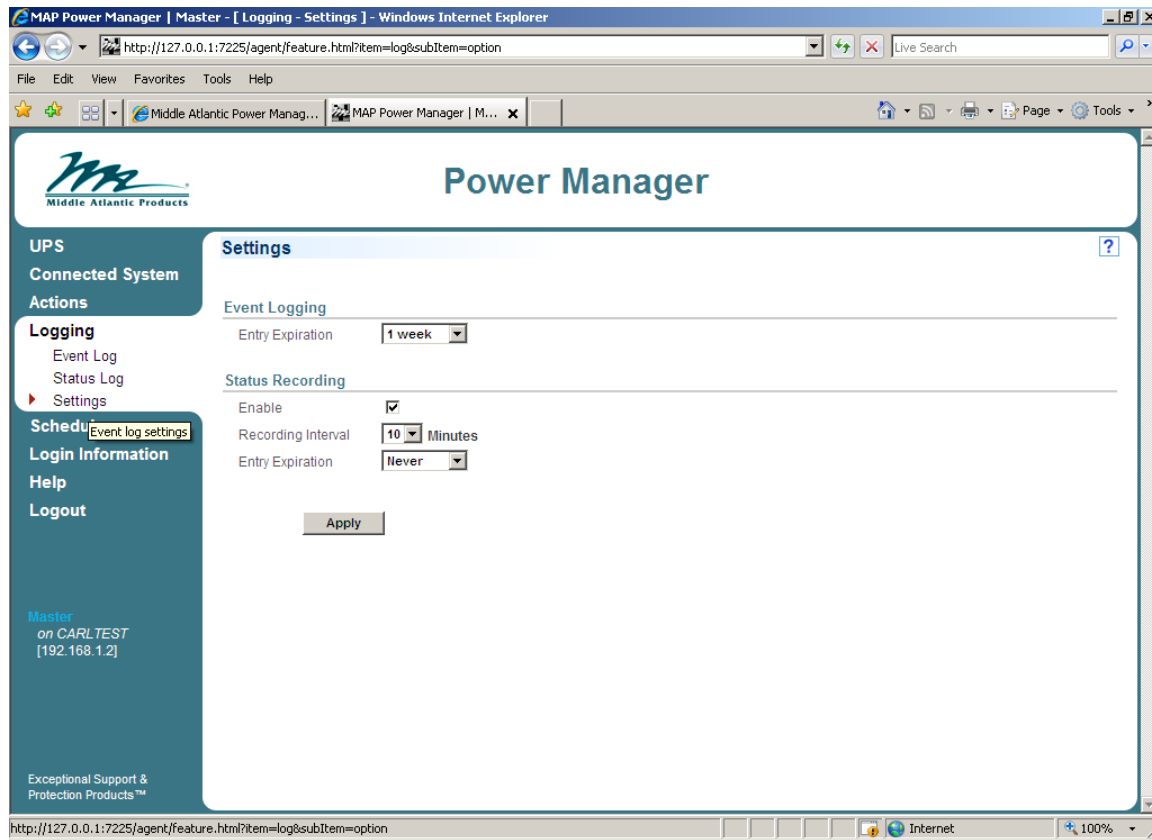 MAP Power Manager | Master - [ Logging - Settings ] - Windows Internet Explorer
http://127.0.0.1:7225/agent/feature.html?item=log&subItem=option
Live Search
File Edit View Favorites Tools Help
Middle Atlantic Power Manag...
MAP Power Manager | M...
Page
Tools
Middle Atlantic Products
Power Manager
UPS
Connected System
Actions
Logging
Event Log
Status Log
Settings
Schedu
Event log settings
Login Information
Help
Logout
Master
on CARLTEST
[192.168.1.2]
Exceptional Support &
Protection Products™
Settings
?
Event Logging
Entry Expiration 1 week
Status Recording
Enable
Recording Interval 10 Minutes
Entry Expiration Never
Apply
http://127.0.0.1:7225/agent/feature.html?item=log&subItem=option
Internet
100%